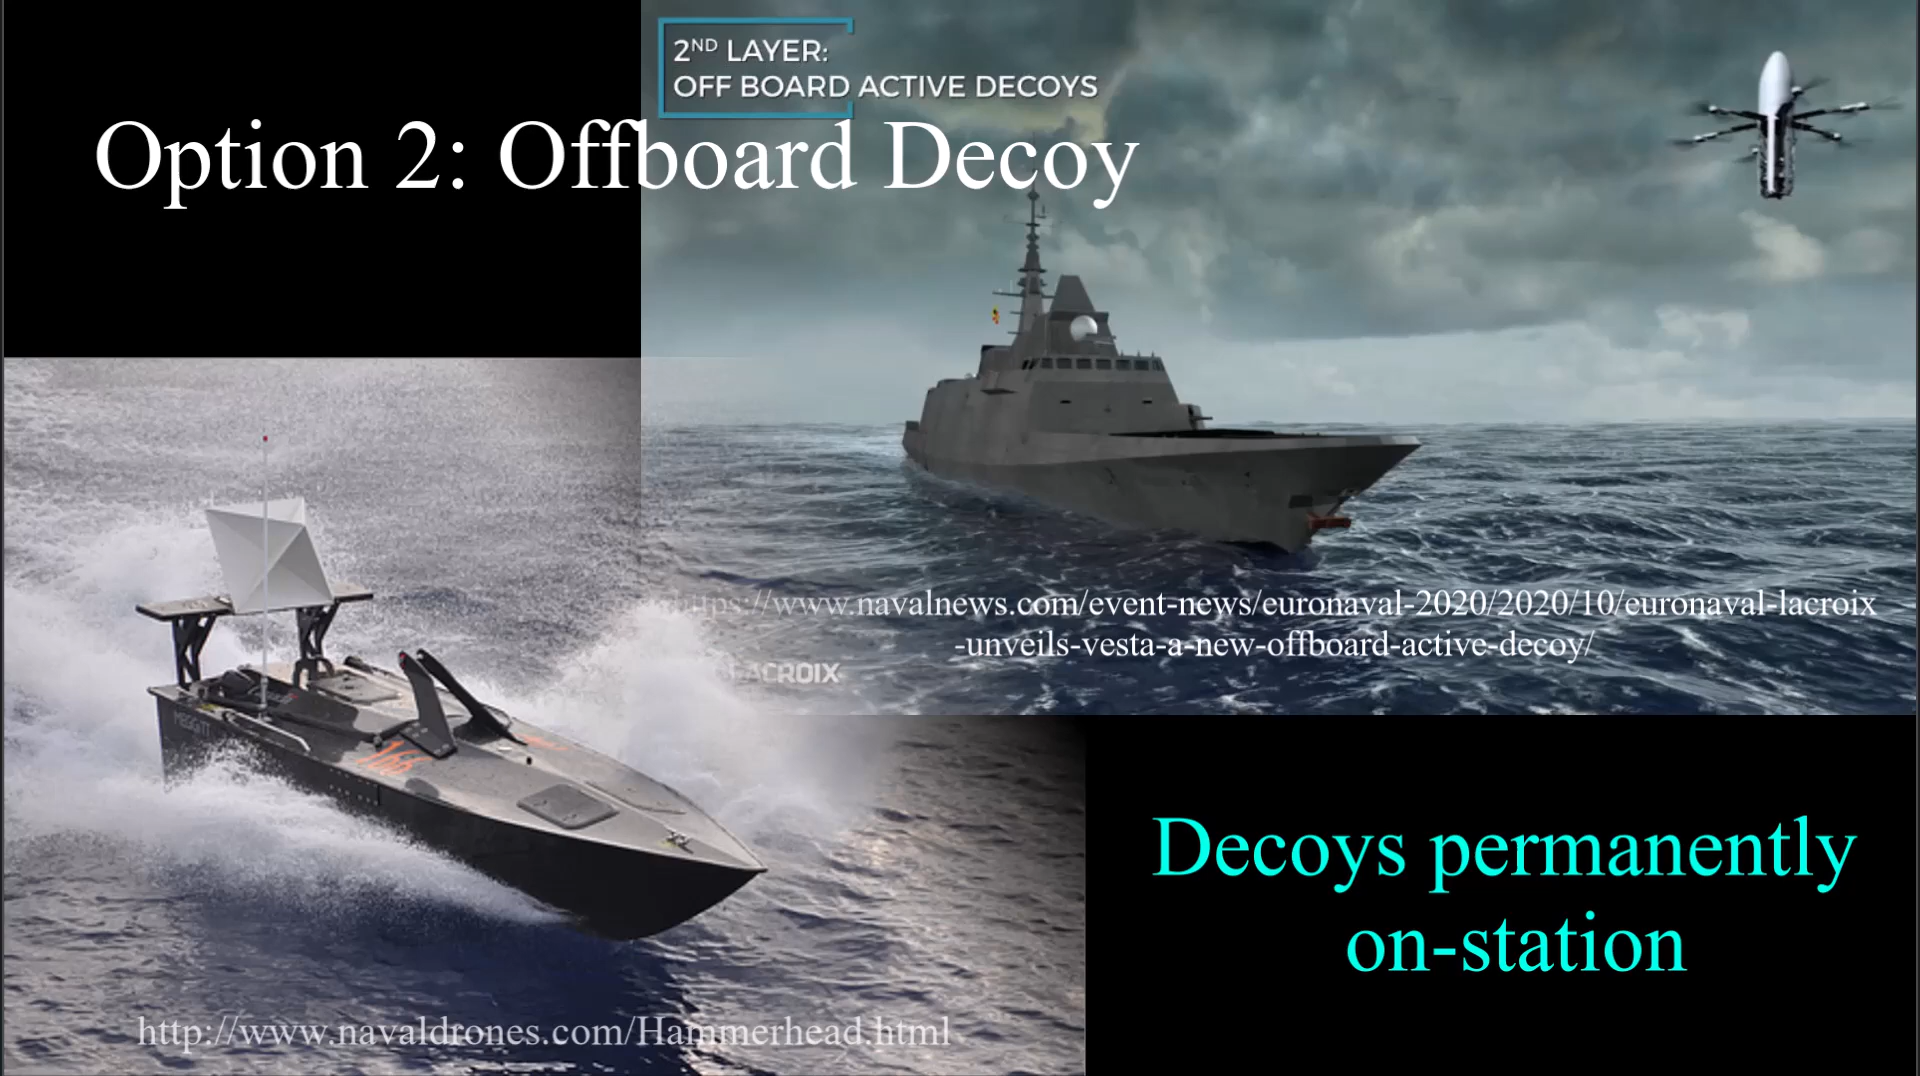 2ND LAYER:
OFF BOARD ACTIVE DECOYS
Option 2: Offboard Decoy
https://www.navalnews.com/event-news/euronaval-2020/2020/10/euronaval-lacroix
-unveils-vesta-a-new-offboard-active-decoy/
LACROIX
MEGGITT
166
Decoys permanently
on-station
http://www.navaldrones.com/Hammerhead.html